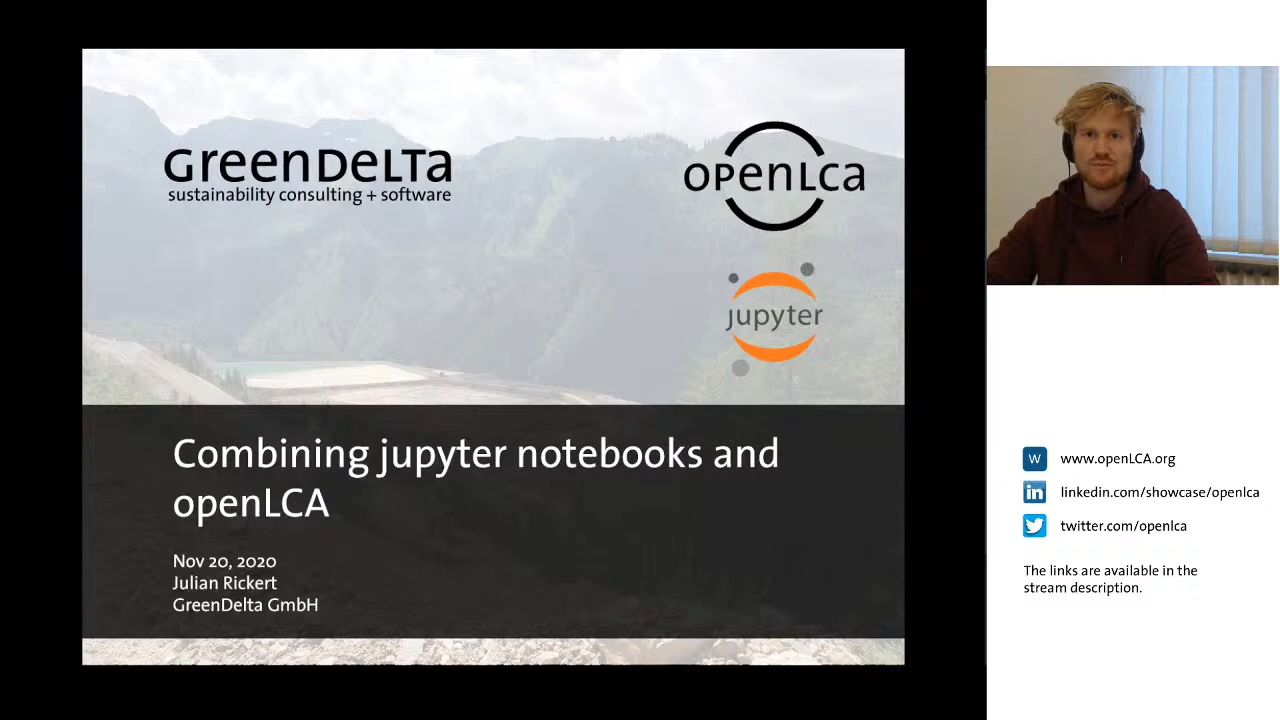 GreenDeLTa
sustainability consulting + software
openLca
jupyter
Combining jupyter notebooks and
openLCA
Nov 20, 2020
Julian Rickert
GreenDelta GmbH
W www.openLCA.org
in linkedin.com/showcase/openlca
twitter.com/openlca
The links are available in the
stream description.